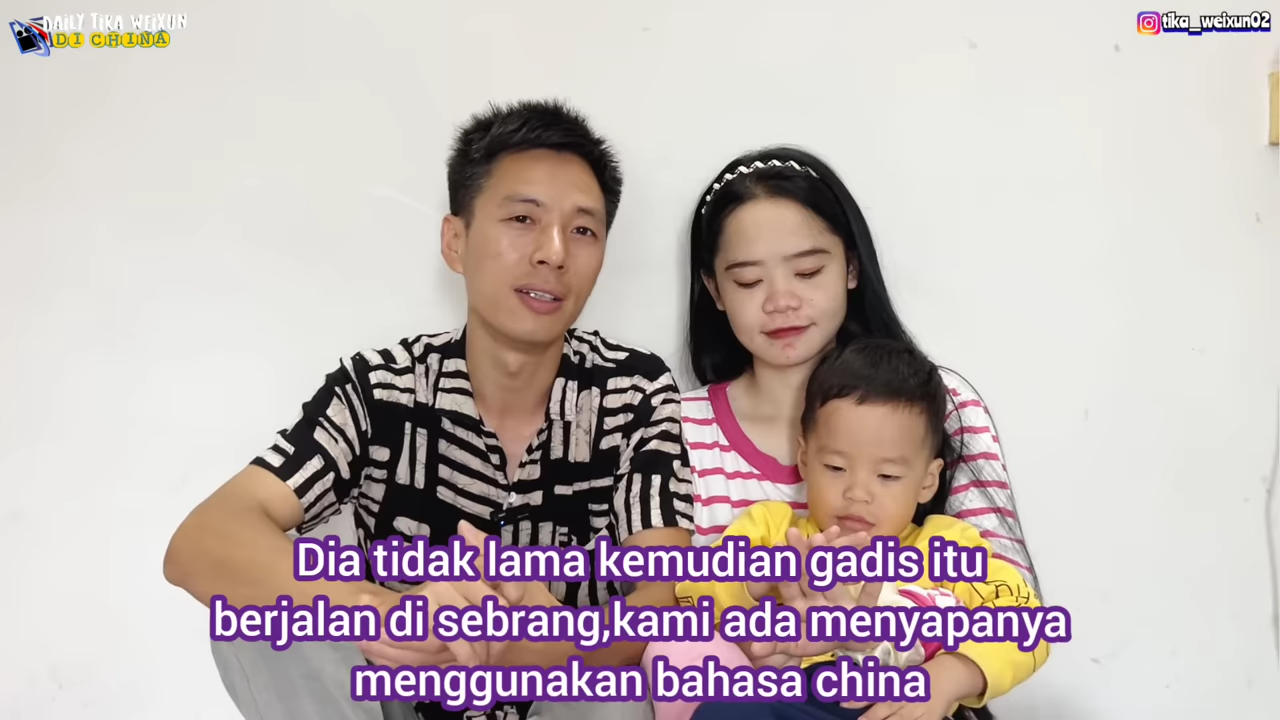 DAILY TIKA WEIXUN
DI CHINA
tika_weixun02
Dia tidak lama kemudian gadis itu
berjalan di sebrang,kami ada menyapanya
menggunakan bahasa china